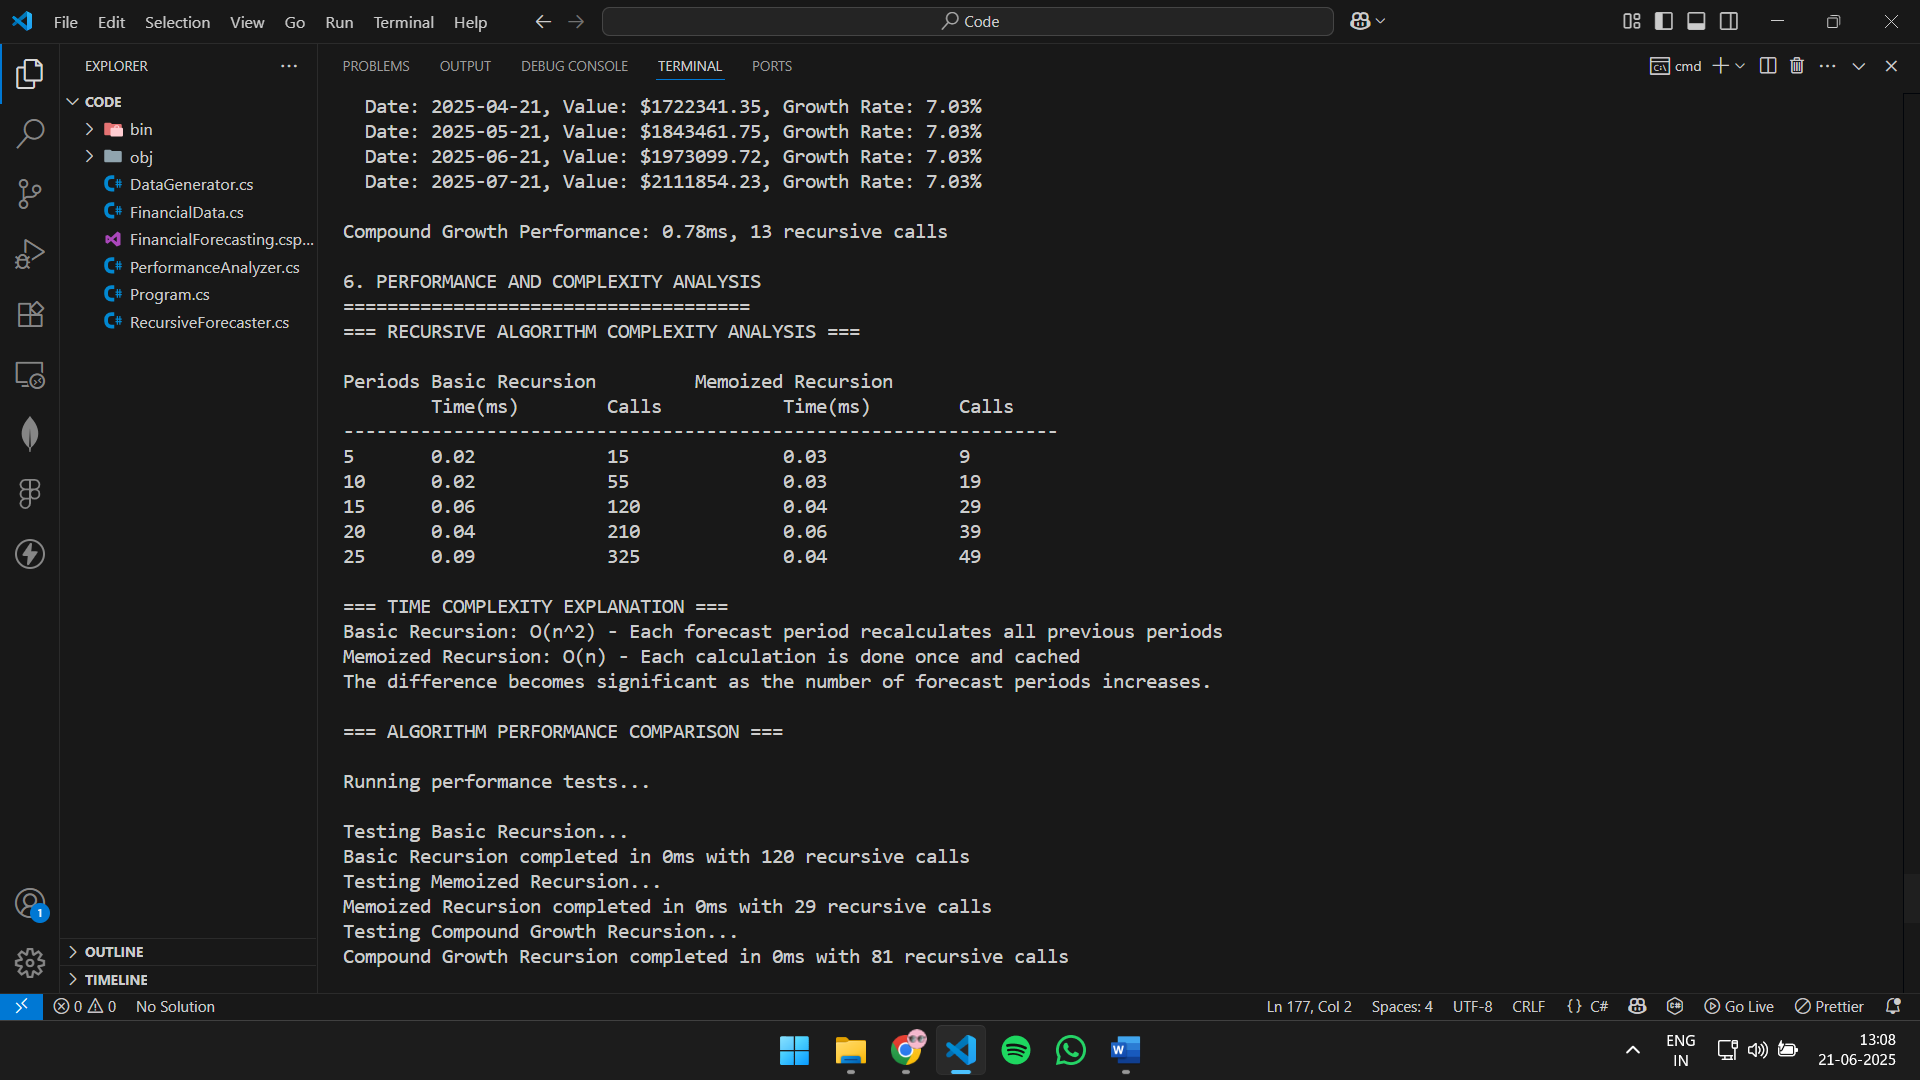 File Edit Selection View Go Run Terminal Help
Code
EXPLORER
CODE
bin
obj
DataGenerator.cs
FinancialData.cs
FinancialForecasting.csp...
PerformanceAnalyzer.cs
Program.cs
RecursiveForecaster.cs
OUTLINE
TIMELINE
PROBLEMS OUTPUT DEBUG CONSOLE TERMINAL PORTS
cmd
Date: 2025-04-21, Value: $1722341.35, Growth Rate: 7.03%
Date: 2025-05-21, Value: $1843461.75, Growth Rate: 7.03%
Date: 2025-06-21, Value: $1973099.72, Growth Rate: 7.03%
Date: 2025-07-21, Value: $2111854.23, Growth Rate: 7.03%
Compound Growth Performance: 0.78ms, 13 recursive calls
6. PERFORMANCE AND COMPLEXITY ANALYSIS
=====================================
=== RECURSIVE ALGORITHM COMPLEXITY ANALYSIS ===
Periods Basic Recursion Memoized Recursion
Time(ms) Calls Time(ms) Calls
-----------------------------------------------------------------
5 0.02 15 0.03 9
10 0.02 55 0.03 19
15 0.06 120 0.04 29
20 0.04 210 0.06 39
25 0.09 325 0.04 49
=== TIME COMPLEXITY EXPLANATION ===
Basic Recursion: O(n^2) - Each forecast period recalculates all previous periods
Memoized Recursion: O(n) - Each calculation is done once and cached
The difference becomes significant as the number of forecast periods increases.
=== ALGORITHM PERFORMANCE COMPARISON ===
Running performance tests...
Testing Basic Recursion...
Basic Recursion completed in 0ms with 120 recursive calls
Testing Memoized Recursion...
Memoized Recursion completed in 0ms with 29 recursive calls
Testing Compound Growth Recursion...
Compound Growth Recursion completed in 0ms with 81 recursive calls
1
0 0 No Solution
Ln 177, Col 2 Spaces: 4 UTF-8 CRLF {} C# Go Live Prettier
W
ENG
IN
13:08
21-06-2025